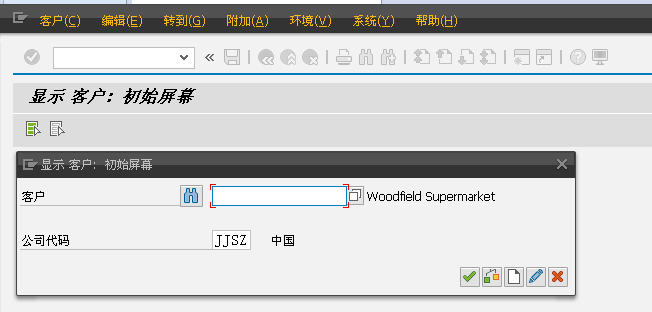 客户(C) 编辑(E) 转到(G) 附加(A) 环境(V) 系统(Y) 帮助(H)
显示 客户：初始屏幕
显示 客户：初始屏幕
客户 Woodfield Supermarket
公司代码 JJSZ 中国